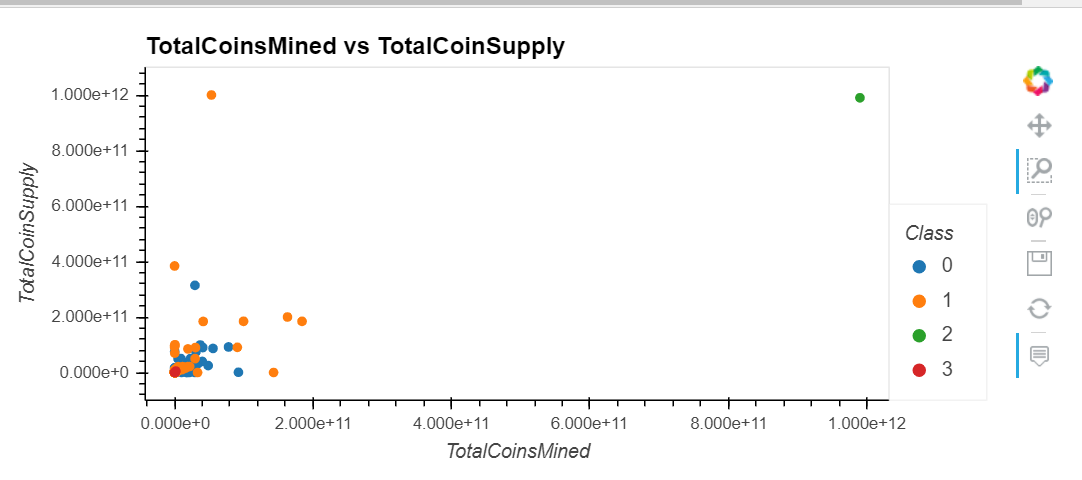 TotalCoinsMined vs TotalCoinSupply
TotalCoinSupply
1.000e+12
8.000e+11
6.000e+11
4.000e+11
2.000e+11
0.000e+0
0.000e+0 2.000e+11 4.000e+11 6.000e+11 8.000e+11 1.000e+12
TotalCoinsMined
Class
0
1
2
3